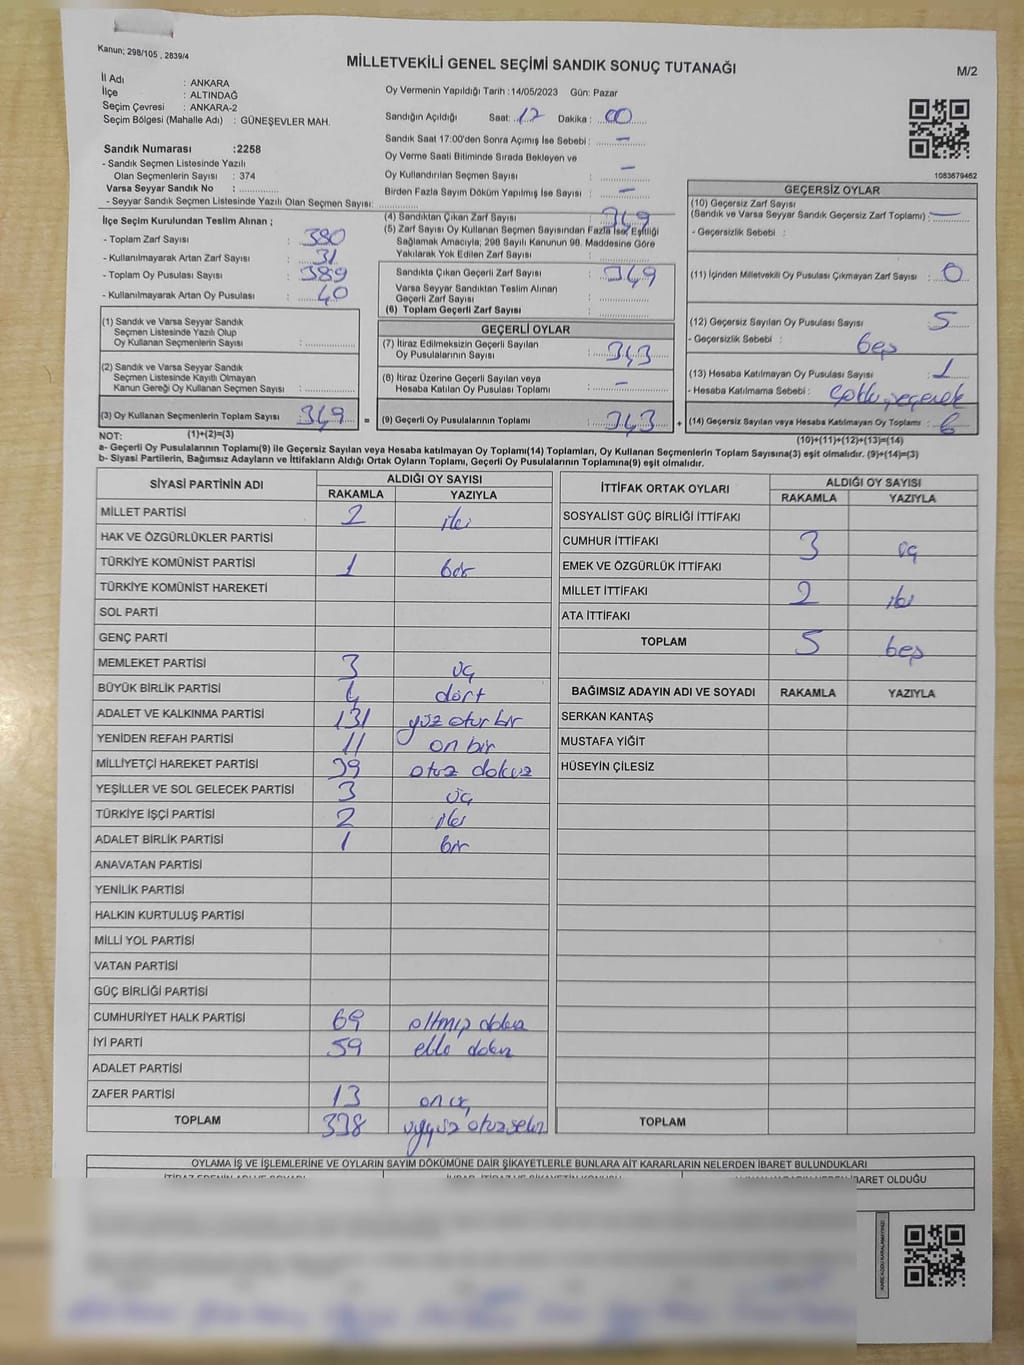 Kanun; 298/105 , 2839/4
MİLLETVEKİLİ GENEL SEÇİMİ SANDIK SONUÇ TUTANAĞI
M/2
İl Adı : ANKARA
İlçe : ALTINDAĞ
Seçim Çevresi : ANKARA-2
Seçim Bölgesi (Mahalle Adı) : GÜNEŞEVLER MAH.
Sandık Numarası :2258
- Sandık Seçmen Listesinde Yazılı
Olan Seçmenlerin Sayısı : 374
Varsa Seyyar Sandık No : ..............
- Seyyar Sandık Seçmen Listesinde Yazılı Olan Seçmen Sayısı: ..............
Oy Vermenin Yapıldığı Tarih :14/05/2023 Gün: Pazar
Sandığın Açıldığı Saat: 17 Dakika : 00
Sandık Saat 17:00'den Sonra Açımış İse Sebebi : —
Oy Verme Saati Bitiminde Sırada Bekleyen ve
Oy Kullandırılan Seçmen Sayısı : —
Birden Fazla Sayım Döküm Yapılmış İse Sayısı : —
1083679462
İlçe Seçim Kurulundan Teslim Alınan ;
- Toplam Zarf Sayısı : 380
- Kullanılmayarak Artan Zarf Sayısı : 31
- Toplam Oy Pusulası Sayısı : 389
- Kullanılmayarak Artan Oy Pusulası : 40
(1) Sandık ve Varsa Seyyar Sandık
Seçmen Listesinde Yazılı Olup
Oy Kullanan Seçmenlerin Sayısı : ..............
(2) Sandık ve Varsa Seyyar Sandık
Seçmen Listesinde Kayıtlı Olmayan
Kanun Gereği Oy Kullanan Seçmen Sayısı : ..............
(3) Oy Kullanan Seçmenlerin Toplam Sayısı 349 =
(1)+(2)=(3)
(4) Sandıktan Çıkan Zarf Sayısı : 349
(5) Zarf Sayısı Oy Kullanan Seçmen Sayısından Fazla İse, Eşitliği
Sağlamak Amacıyla; 298 Sayılı Kanunun 98. Maddesine Göre
Yakılarak Yok Edilen Zarf Sayısı :
Sandıkta Çıkan Geçerli Zarf Sayısı : 349
Varsa Seyyar Sandıktan Teslim Alınan
Geçerli Zarf Sayısı : ..............
(6) Toplam Geçerli Zarf Sayısı : ..............
GEÇERLİ OYLAR
(7) İtiraz Edilmeksizin Geçerli Sayılan
Oy Pusulalarının Sayısı : 343
(8) İtiraz Üzerine Geçerli Sayılan veya
Hesaba Katılan Oy Pusulası Toplamı : —
(9) Geçerli Oy Pusulalarının Toplamı : 343 +
GEÇERSİZ OYLAR
(10) Geçersiz Zarf Sayısı
(Sandık ve Varsa Seyyar Sandık Geçersiz Zarf Toplamı) : —
- Geçersizlik Sebebi :
(11) İçinden Milletvekili Oy Pusulası Çıkmayan Zarf Sayısı : 0
(12) Geçersiz Sayılan Oy Pusulası Sayısı : 5
- Geçersizlik Sebebi : beş
(13) Hesaba Katılmayan Oy Pusulası Sayısı : 1
- Hesaba Katılmama Sebebi :
(14) Geçersiz Sayılan veya Hesaba Katılmayan Oy Toplamı : 6
(10)+(11)+(12)+(13)=(14)
NOT:
a- Geçerli Oy Pusulalarının Toplamı(9) ile Geçersiz Sayılan veya Hesaba katılmayan Oy Toplamı(14) Toplamları, Oy Kullanan Seçmenlerin Toplam Sayısına(3) eşit olmalıdır. (9)+(14)=(3)
b- Siyasi Partilerin, Bağımsız Adayların ve İttifakların Aldığı Ortak Oyların Toplamı, Geçerli Oy Pusulalarının Toplamına(9) eşit olmalıdır.
SİYASİ PARTİNİN ADI ALDIĞI OY SAYISI
RAKAMLA YAZIYLA
MİLLET PARTİSİ 2 iki
HAK VE ÖZGÜRLÜKLER PARTİSİ
TÜRKİYE KOMÜNİST PARTİSİ 1 bir
TÜRKİYE KOMÜNİST HAREKETİ
SOL PARTİ
GENÇ PARTİ
MEMLEKET PARTİSİ 3 üç
BÜYÜK BİRLİK PARTİSİ 4 dört
ADALET VE KALKINMA PARTİSİ 131 yüz otuz bir
YENİDEN REFAH PARTİSİ 11 on bir
MİLLİYETÇİ HAREKET PARTİSİ 39 otuz dokuz
YEŞİLLER VE SOL GELECEK PARTİSİ 3 üç
TÜRKİYE İŞÇİ PARTİSİ 2 iki
ADALET BİRLİK PARTİSİ 1 bir
ANAVATAN PARTİSİ
YENİLİK PARTİSİ
HALKIN KURTULUŞ PARTİSİ
MİLLİ YOL PARTİSİ
VATAN PARTİSİ
GÜÇ BİRLİĞİ PARTİSİ
CUMHURİYET HALK PARTİSİ 69 altmış dokuz
İYİ PARTİ 59 elli dokuz
ADALET PARTİSİ
ZAFER PARTİSİ 13 on üç
TOPLAM 338 üçyüz otuz sekiz
İTTİFAK ORTAK OYLARI ALDIĞI OY SAYISI
RAKAMLA YAZIYLA
SOSYALİST GÜÇ BİRLİĞİ İTTİFAKI
CUMHUR İTTİFAKI 3 üç
EMEK VE ÖZGÜRLÜK İTTİFAKI
MİLLET İTTİFAKI 2 iki
ATA İTTİFAKI
TOPLAM 5 beş
BAĞIMSIZ ADAYIN ADI VE SOYADI RAKAMLA YAZIYLA
SERKAN KANTAŞ
MUSTAFA YİĞİT
HÜSEYİN ÇİLESİZ
TOPLAM
OYLAMA İŞ VE İŞLEMLERİNE VE OYLARIN SAYIM DÖKÜMÜNE DAİR ŞİKAYETLERLE BUNLARA AİT KARARLARIN NELERDEN İBARET BULUNDUKLARI
BARET OLDUĞU